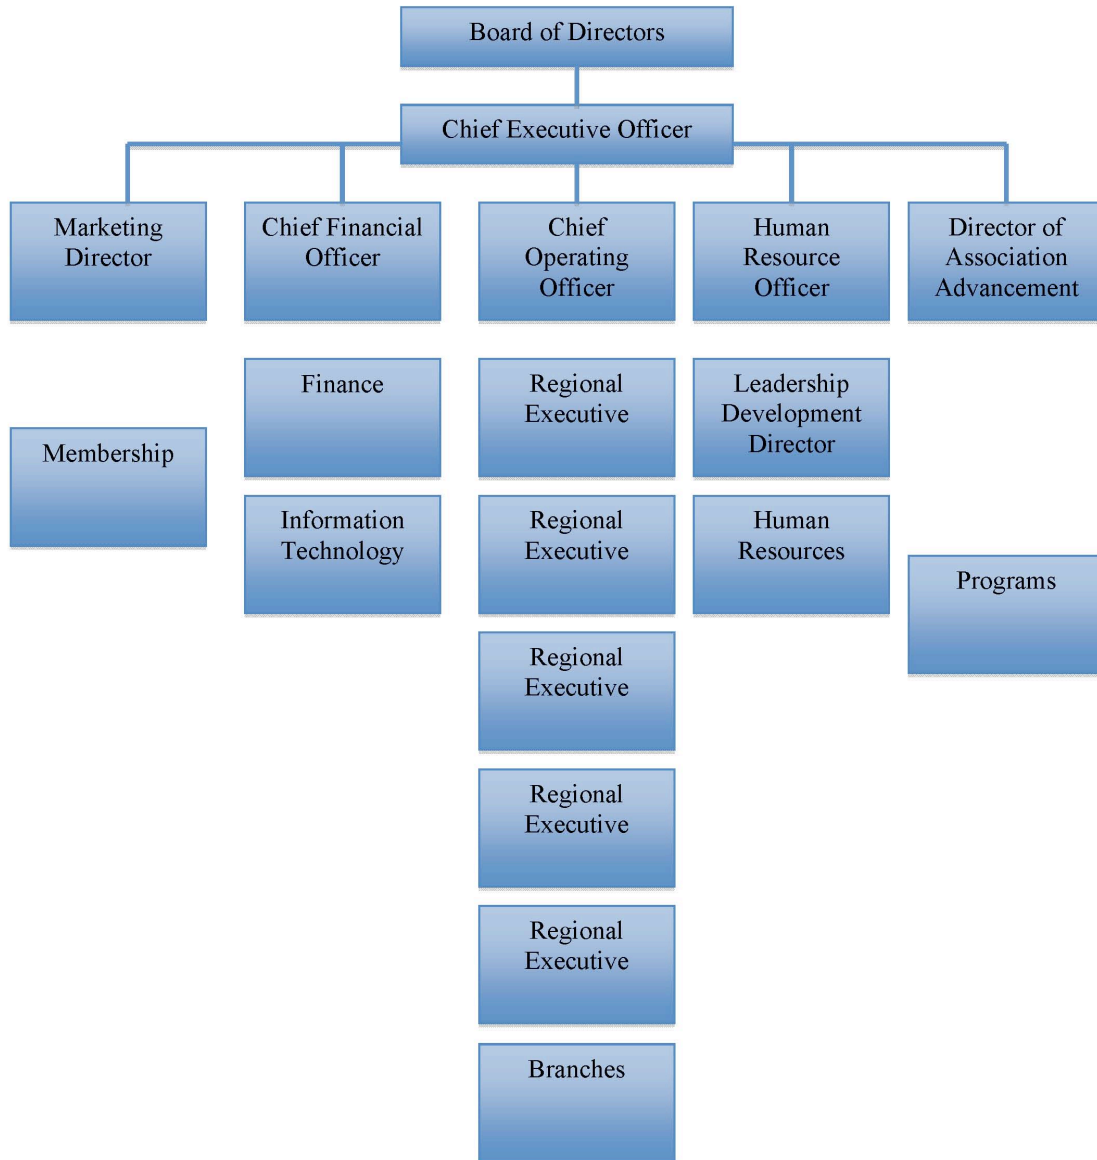 Board of Directors
Chief Executive Officer
Marketing
Director
Chief Financial
Officer
Chief
Operating
Officer
Human
Resource
Officer
Director of
Association
Advancement
Finance
Regional
Executive
Leadership
Development
Director
Membership
Information
Technology
Regional
Executive
Human
Resources
Programs
Regional
Executive
Regional
Executive
Regional
Executive
Branches